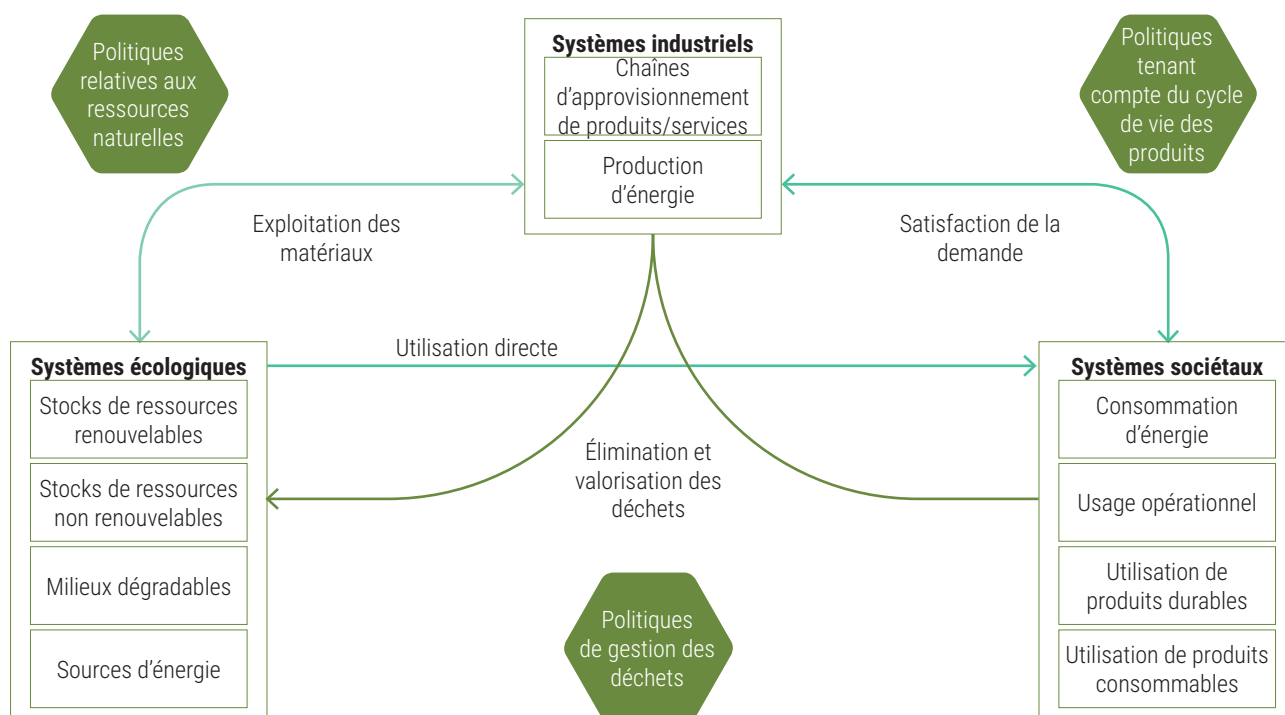 Politiques
relatives aux
ressources
naturelles
Systèmes industriels
Chaînes
d'approvisionnement
de produits/services
Production
d'énergie
Politiques
tenant
compte du cycle
de vie des
produits
Exploitation des
matériaux
Satisfaction de la
demande
Utilisation directe
Systèmes écologiques
Stocks de ressources
renouvelables
Stocks de ressources
non renouvelables
Milieux dégradables
Sources d'énergie
Élimination et
valorisation des
déchets
Politiques
de gestion des
déchets
Systèmes sociétaux
Consommation
d'énergie
Usage opérationnel
Utilisation de
produits durables
Utilisation de produits
consommables